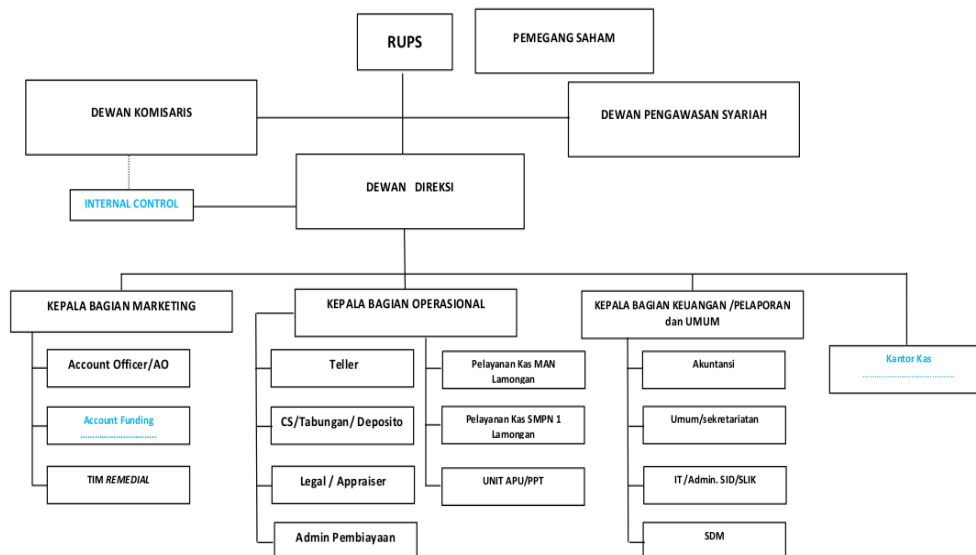 RUPS
PEMEGANG SAHAM
DEWAN KOMISARIS
DEWAN PENGAWASAN SYARIAH
DEWAN DIREKSI
INTERNAL CONTROL
KEPALA BAGIAN MARKETING
Account Officer/AO
Account Funding
................................
TIM REMEDIAL
KEPALA BAGIAN OPERASIONAL
Teller
CS/Tabungan/ Deposito
Legal / Appraiser
Admin Pembiayaan
Pelayanan Kas MAN
Lamongan
Pelayanan Kas SMPN 1
Lamongan
UNIT APU/PPT
KEPALA BAGIAN KEUANGAN /PELAPORAN
dan UMUM
Akuntansi
Umum/sekretariatan
IT /Admin. SID/SLIK
SDM
Kantor Kas
.......................................